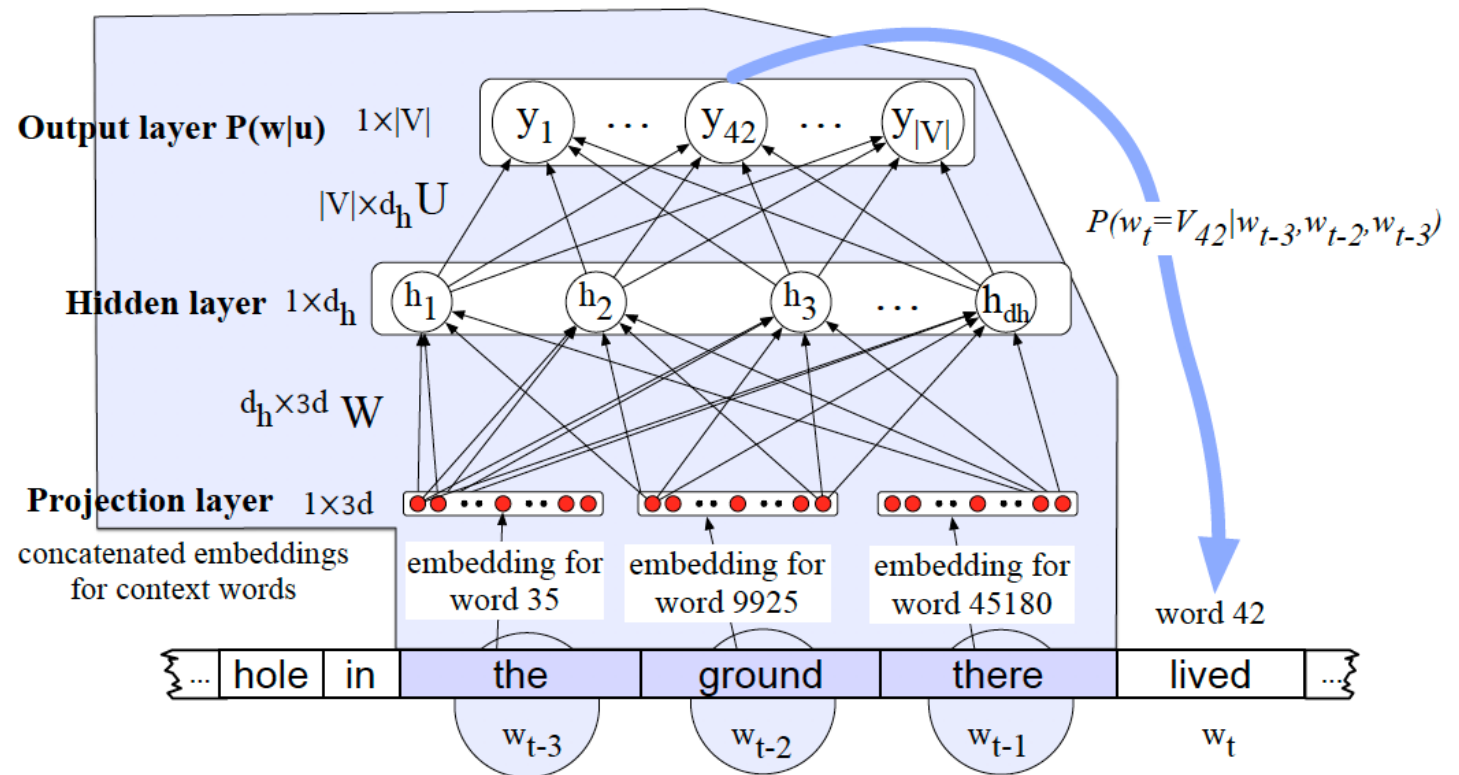 Output layer P(w|u) 1×|V|
y1 ... y42 ... y|V|
|V|×dh U
P(wt=V42|wt-3,wt-2,wt-3)
Hidden layer 1×dh
h1 h2 h3 ... hdh
dh×3d W
Projection layer 1×3d
concatenated embeddings
for context words
embedding for
word 35
embedding for
word 9925
embedding for
word 45180
word 42
... hole in the ground there lived ...
wt-3 wt-2 wt-1 wt